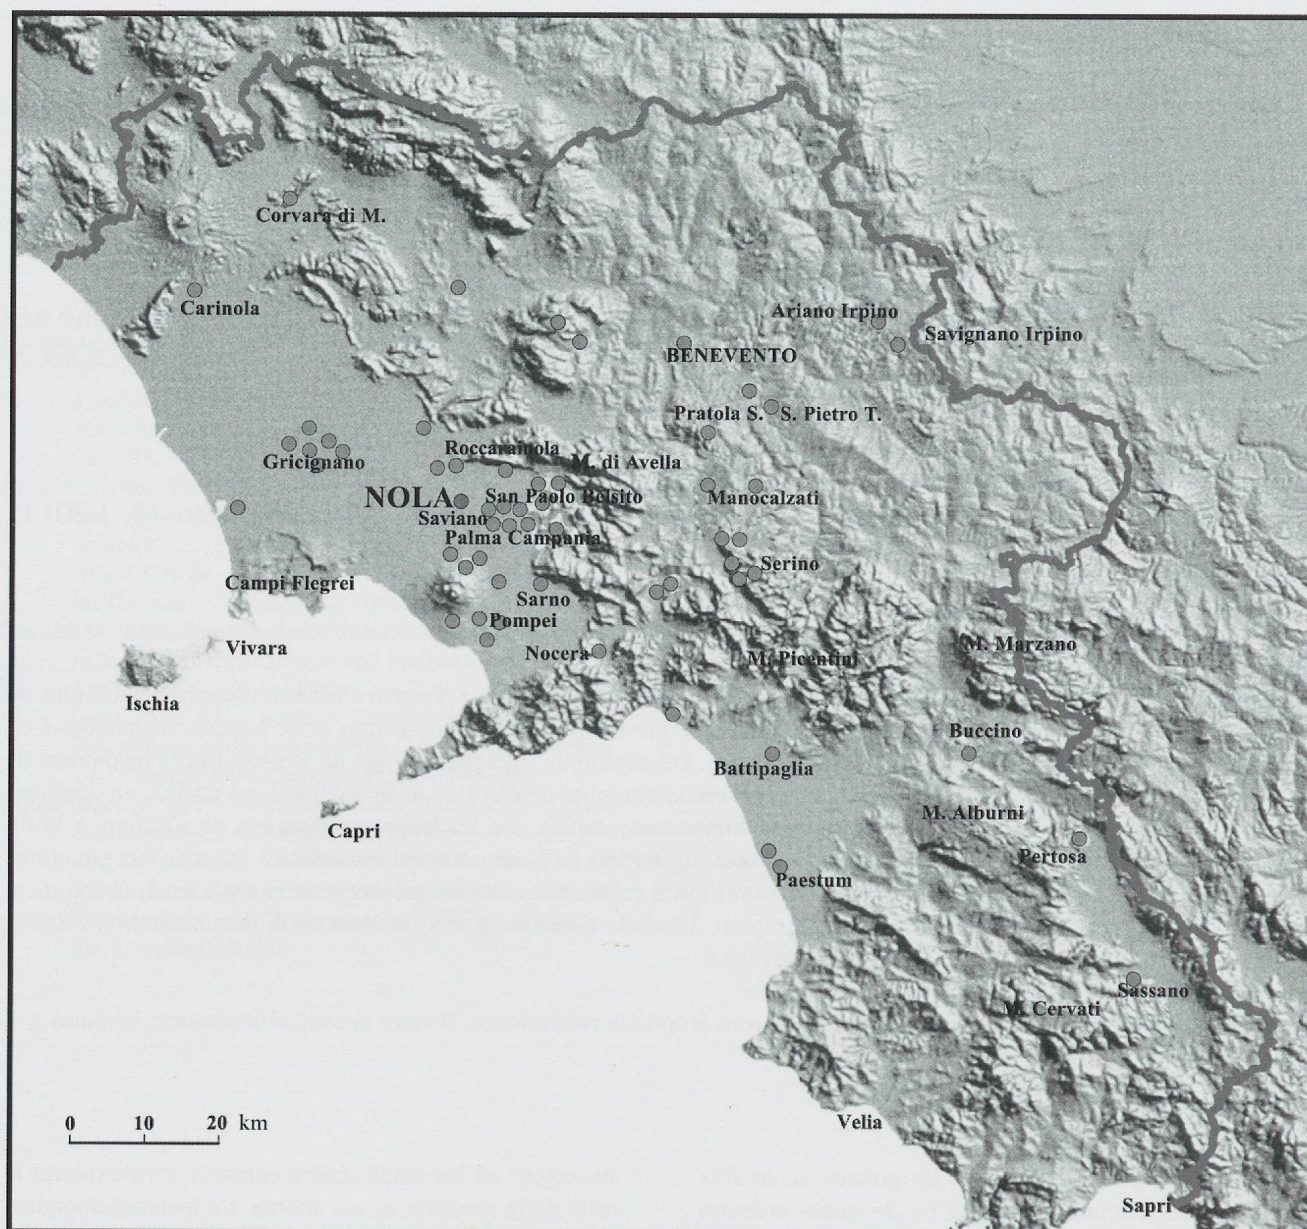 Corvara di M.
Carinola
Ariano Irpino
Savignano Irpino
BENEVENTO
Pratola S.
S. Pietro T.
Roccarainola
Gricignano
M. di Avella
NOLA
San Paolo Belsito
Manocalzati
Saviano
Palma Campania
Serino
Campi Flegrei
Sarno
Pompei
Vivara
M. Marzano
Nocera
M. Picentini
Ischia
Buccino
Battipaglia
M. Alburni
Capri
Pertosa
Paestum
Sassano
M. Cervati
0 10 20 km
Velia
Sapri